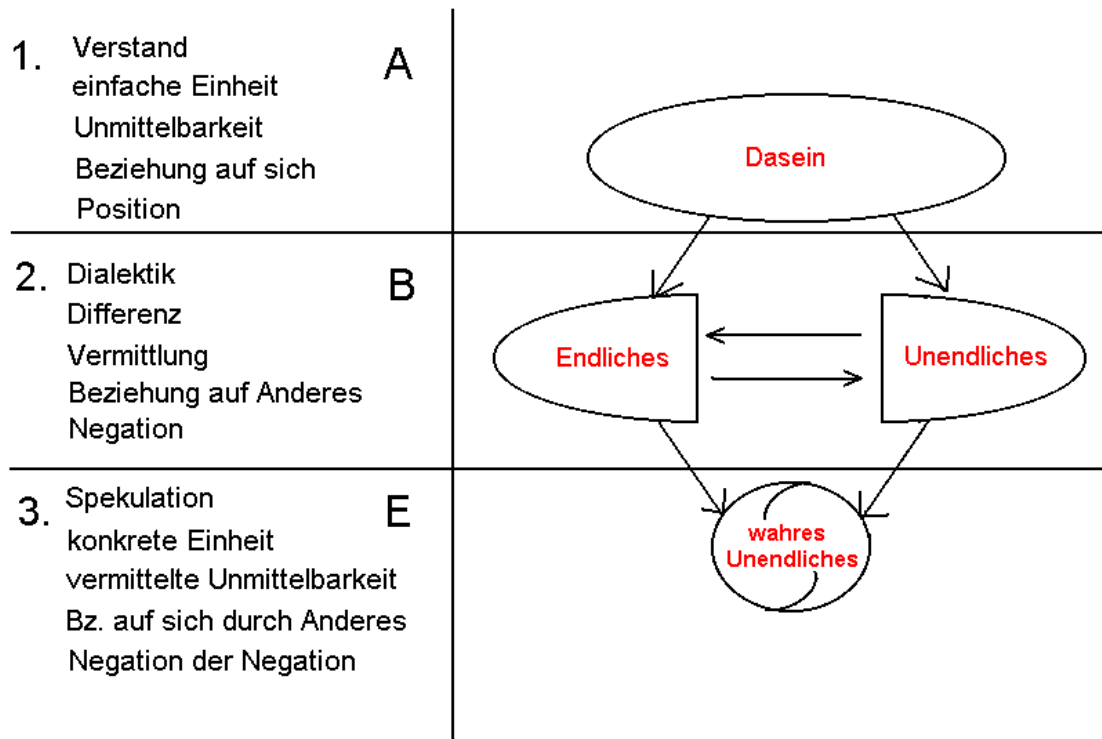 1. Verstand A
einfache Einheit
Unmittelbarkeit
Beziehung auf sich
Position
Dasein
2. Dialektik B
Differenz
Vermittlung
Beziehung auf Anderes
Negation
Endliches
Unendliches
3. Spekulation E
konkrete Einheit
vermittelte Unmittelbarkeit
Bz. auf sich durch Anderes
Negation der Negation
wahres
Unendliches